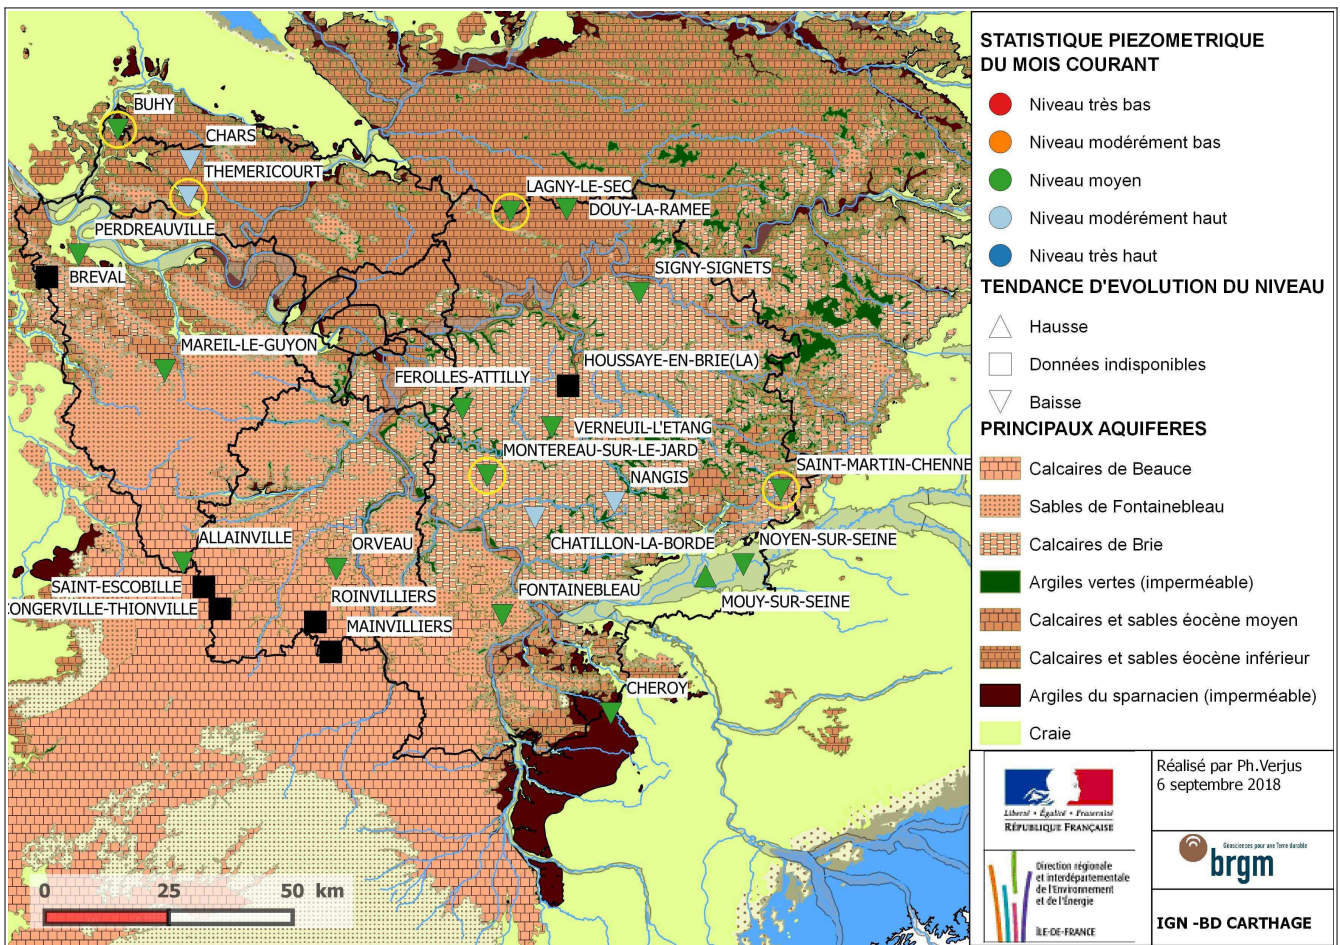 BUHY
CHARS
THEMERICOURT
LAGNY-LE-SEC
DOUY-LA-RAMEE
PERDREAUVILLE
BREVAL
SIGNY-SIGNETS
MAREIL-LE-GUYON
HOUSSAYE-EN-BRIE(LA)
FEROLLES-ATTILLY
VERNEUIL-L'ETANG
MONTEREAU-SUR-LE-JARD
SAINT-MARTIN-CHENNE
NANGIS
ALLAINVILLE
ORVEAU
CHATILLON-LA-BORDE
NOYEN-SUR-SEINE
SAINT-ESCOBILLE
ROINVILLIERS
FONTAINEBLEAU
MOUY-SUR-SEINE
CONGERVILLE-THIONVILLE
MAINVILLIERS
CHEROY
0 25 50 km
STATISTIQUE PIEZOMETRIQUE
DU MOIS COURANT
Niveau très bas
Niveau modérément bas
Niveau moyen
Niveau modérément haut
Niveau très haut
TENDANCE D'EVOLUTION DU NIVEAU
Hausse
Données indisponibles
Baisse
PRINCIPAUX AQUIFERES
Calcaires de Beauce
Sables de Fontainebleau
Calcaires de Brie
Argiles vertes (imperméable)
Calcaires et sables éocène moyen
Calcaires et sables éocène inférieur
Argiles du sparnacien (imperméable)
Craie
Liberté • Égalité • Fraternité
RÉPUBLIQUE FRANÇAISE
Réalisé par Ph.Verjus
6 septembre 2018
Direction régionale
et interdépartementale
de l'Environnement
et de l'Énergie
ÎLE-DE-FRANCE
Géosciences pour une Terre durable
brgm
IGN -BD CARTHAGE